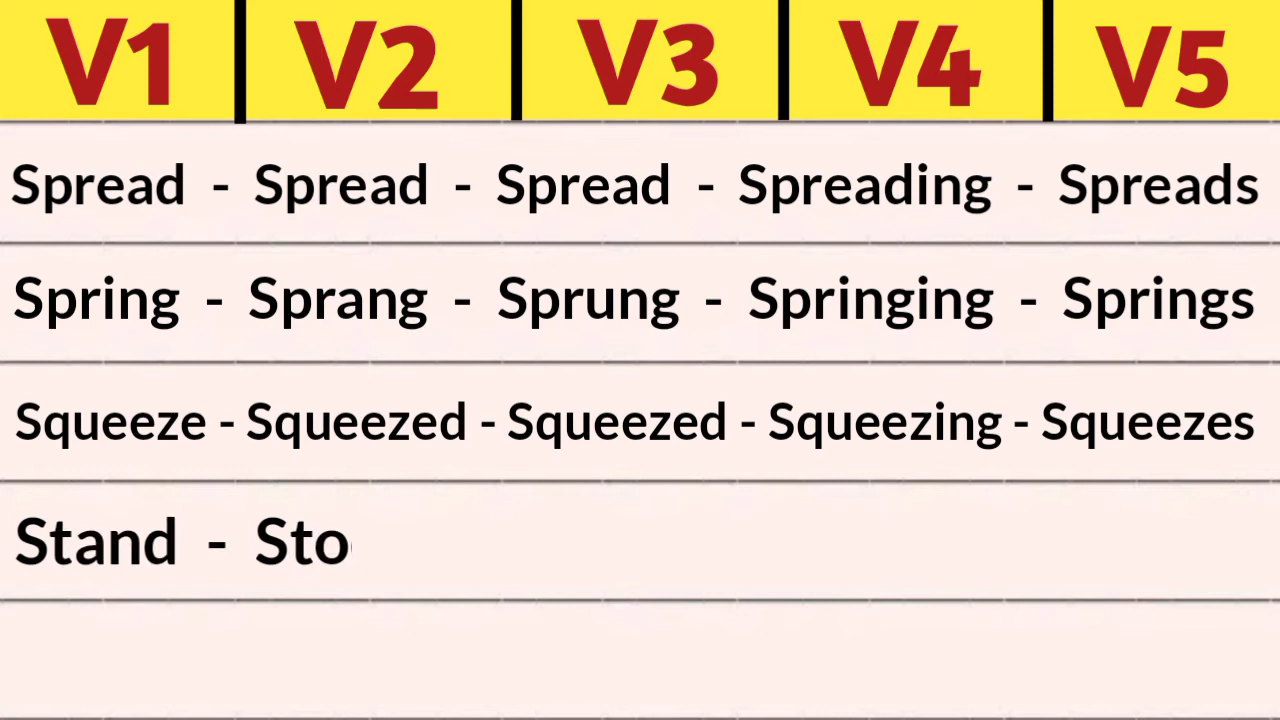 V1 V2 V3 V4 V5
Spread - Spread - Spread - Spreading - Spreads
Spring - Sprang - Sprung - Springing - Springs
Squeeze - Squeezed - Squeezed - Squeezing - Squeezes
Stand - Sto